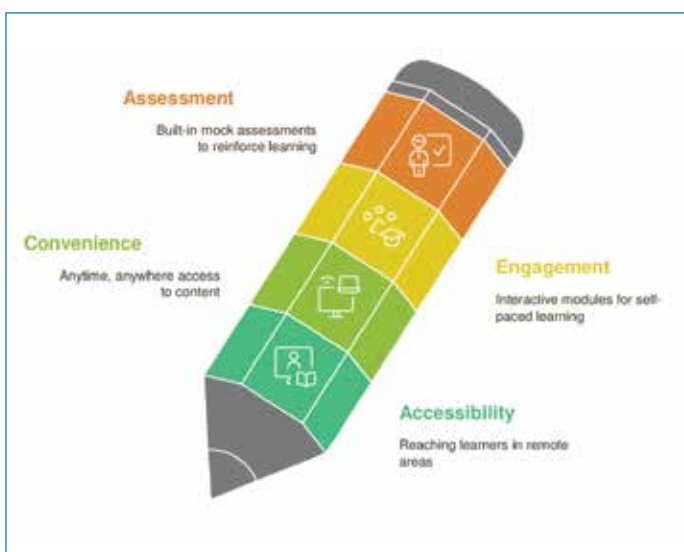 Assessment
Built-in mock assessments
to reinforce learning
Convenience
Anytime, anywhere access
to content
Engagement
Interactive modules for self-
paced learning
Accessibility
Reaching learners in remote
areas